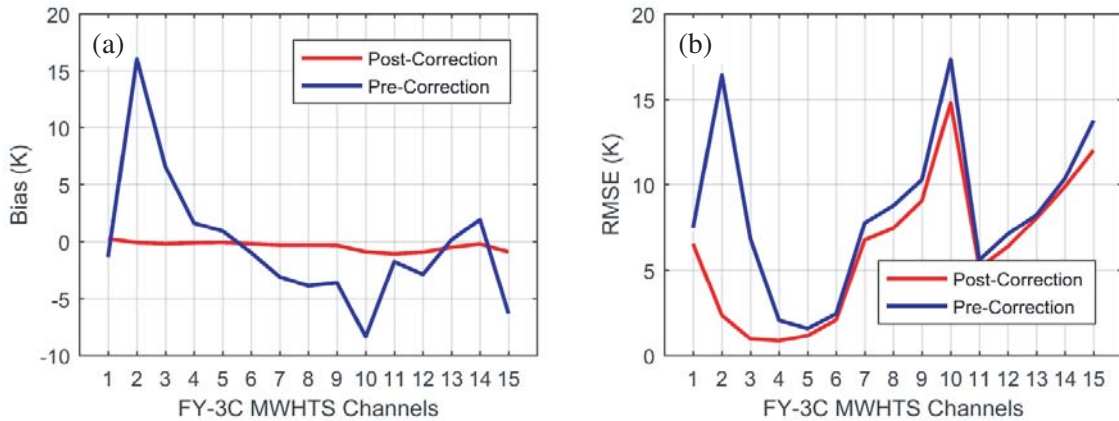 (a)
Post-Correction
Pre-Correction
Bias (K)
20
15
10
5
0
-5
-10
1 2 3 4 5 6 7 8 9 10 11 12 13 14 15
FY-3C MWHTS Channels
(b)
Post-Correction
Pre-Correction
RMSE (K)
20
15
10
5
0
1 2 3 4 5 6 7 8 9 10 11 12 13 14 15
FY-3C MWHTS Channels